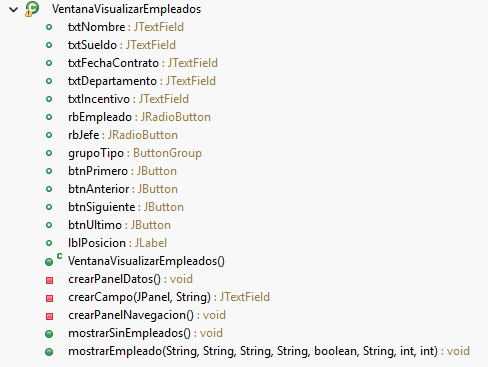 VentanaVisualizarEmpleados
txtNombre : JTextField
txtSueldo : JTextField
txtFechaContrato : JTextField
txtDepartamento : JTextField
txtIncentivo : JTextField
rbEmpleado : JRadioButton
rbJefe : JRadioButton
grupoTipo : ButtonGroup
btnPrimero : JButton
btnAnterior : JButton
btnSiguiente : JButton
btnUltimo : JButton
lblPosicion : JLabel
VentanaVisualizarEmpleados()
crearPanelDatos() : void
crearCampo(JPanel, String) : JTextField
crearPanelNavegacion() : void
mostrarSinEmpleados() : void
mostrarEmpleado(String, String, String, String, boolean, String, int, int) : void